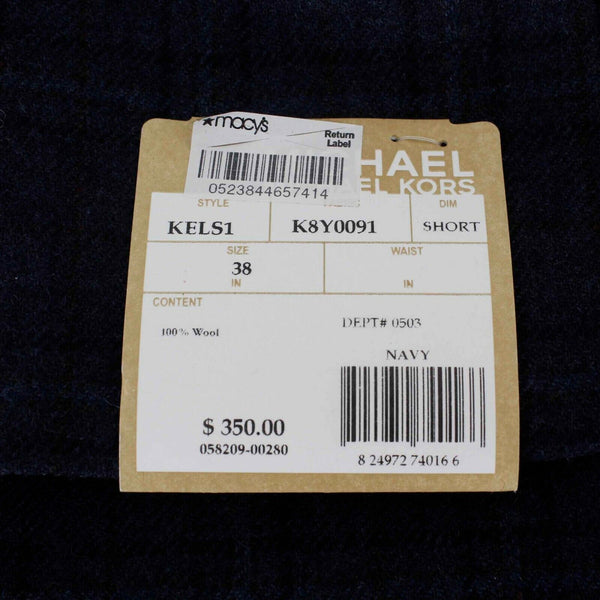 ★macy's
Return
Label
0523844657414
HAEL
EL KORS
STYLE
DIM
KELS1
K8Y0091
SHORT
SIZE
WAIST
38
IN
IN
CONTENT
100% Wool
DEPT# 0503
NAVY
$ 350.00
058209-00280
8 24972 74016 6